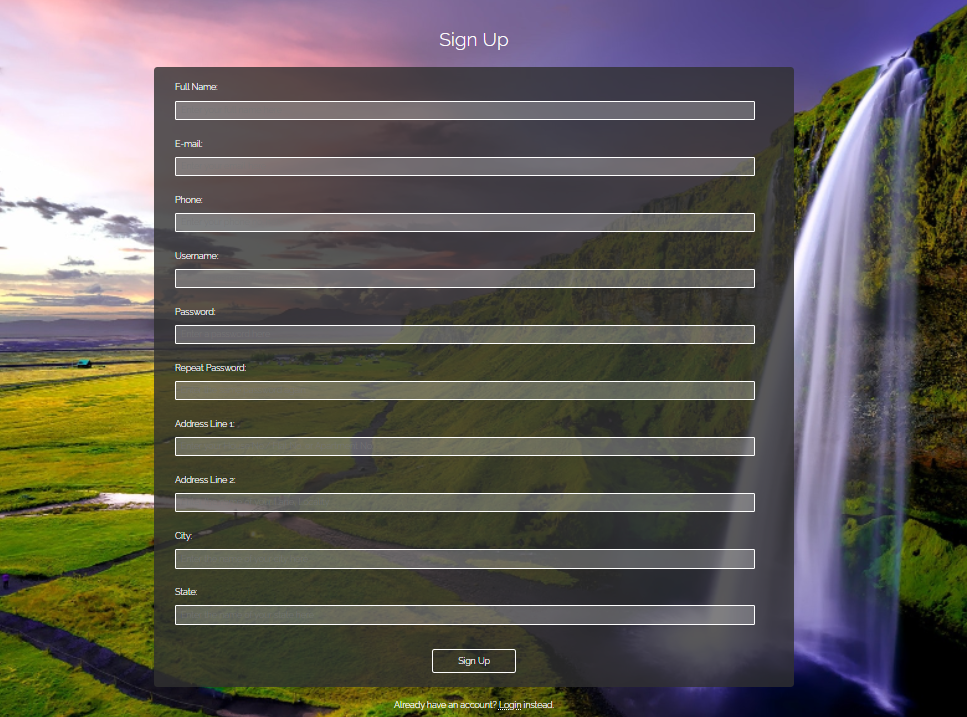 Sign Up
Full Name:
E-mail:
Phone:
Username:
Password:
Repeat Password:
Address Line 1:
Address Line 2:
City:
State:
Sign Up
Already have an account? Login instead.